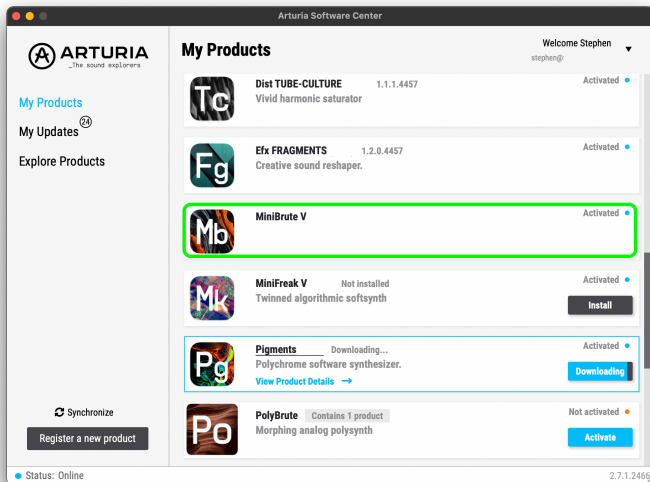 Arturia Software Center
ARTURIA
_The sound explorers
My Products
My Updates 24
Explore Products
Synchronize
Register a new product
My Products
Welcome Stephen
stephen@
Tc
Dist TUBE-CULTURE 1.1.1.4457 Activated
Vivid harmonic saturator
Fg
Efx FRAGMENTS 1.2.0.4457 Activated
Creative sound reshaper.
Mb
MiniBrute V Activated
Mk
MiniFreak V Not installed Activated
Twinned algorithmic softsynth
Install
Pg
Pigments Downloading... Activated
Polychrome software synthesizer.
Downloading
View Product Details →
Po
PolyBrute Contains 1 product Not activated
Morphing analog polysynth
Activate
Status: Online 2.7.1.2466